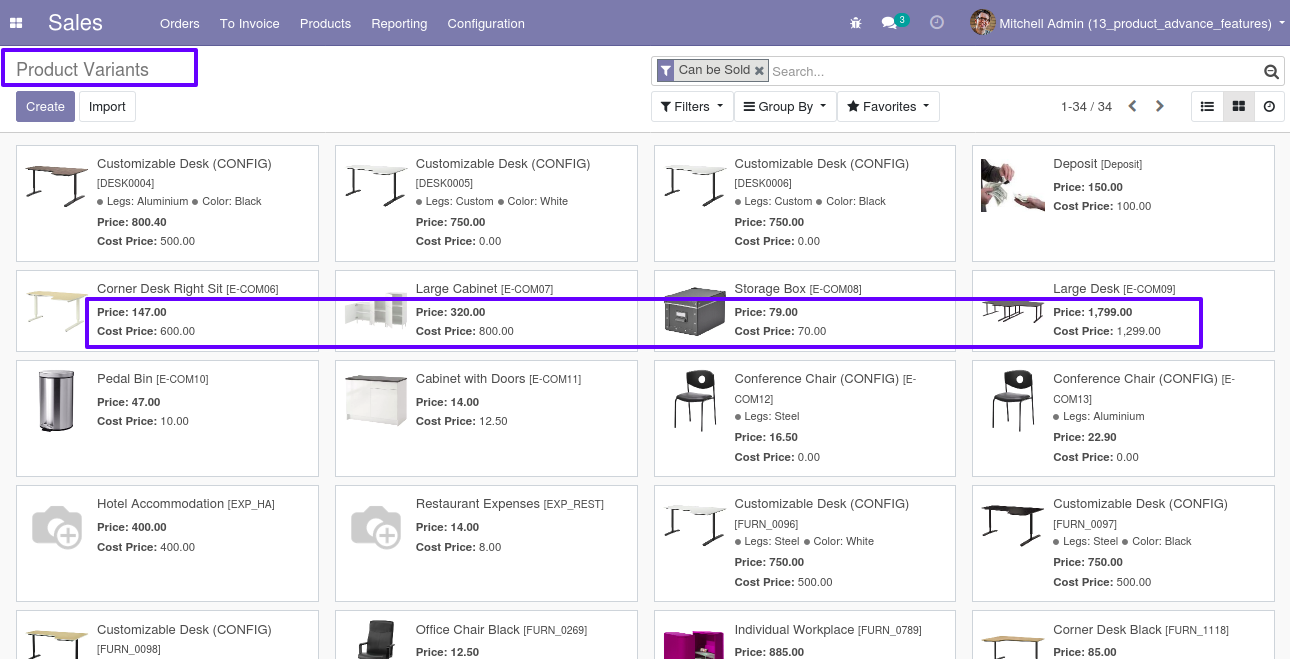 Sales Orders To Invoice Products Reporting Configuration 3 Mitchell Admin (13_product_advance_features)
Product Variants
Can be Sold Search...
Create Import Filters Group By Favorites 1-34 / 34
Customizable Desk (CONFIG)
[DESK0004]
Legs: Aluminium Color: Black
Price: 800.40
Cost Price: 500.00
Customizable Desk (CONFIG)
[DESK0005]
Legs: Custom Color: White
Price: 750.00
Cost Price: 0.00
Customizable Desk (CONFIG)
[DESK0006]
Legs: Custom Color: Black
Price: 750.00
Cost Price: 0.00
Deposit [Deposit]
Price: 150.00
Cost Price: 100.00
Corner Desk Right Sit [E-COM06]
Price: 147.00
Cost Price: 600.00
Large Cabinet [E-COM07]
Price: 320.00
Cost Price: 800.00
Storage Box [E-COM08]
Price: 79.00
Cost Price: 70.00
Large Desk [E-COM09]
Price: 1,799.00
Cost Price: 1,299.00
Pedal Bin [E-COM10]
Price: 47.00
Cost Price: 10.00
Cabinet with Doors [E-COM11]
Price: 14.00
Cost Price: 12.50
Conference Chair (CONFIG) [E-
COM12]
Legs: Steel
Price: 16.50
Cost Price: 0.00
Conference Chair (CONFIG) [E-
COM13]
Legs: Aluminium
Price: 22.90
Cost Price: 0.00
Hotel Accommodation [EXP_HA]
Price: 400.00
Cost Price: 400.00
Restaurant Expenses [EXP_REST]
Price: 14.00
Cost Price: 8.00
Customizable Desk (CONFIG)
[FURN_0096]
Legs: Steel Color: White
Price: 750.00
Cost Price: 500.00
Customizable Desk (CONFIG)
[FURN_0097]
Legs: Steel Color: Black
Price: 750.00
Cost Price: 500.00
Customizable Desk (CONFIG)
[FURN_0098]
Office Chair Black [FURN_0269]
Price: 12.50
Individual Workplace [FURN_0789]
Price: 885.00
Corner Desk Black [FURN_1118]
Price: 85.00